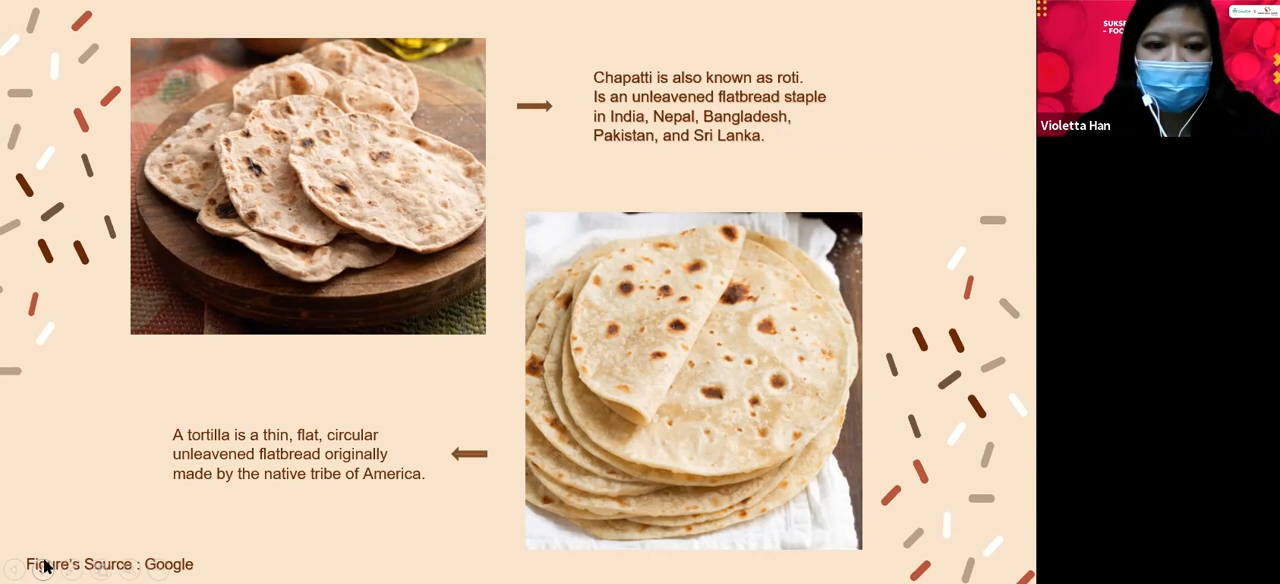 Chapatti is also known as roti.
Is an unleavened flatbread staple
in India, Nepal, Bangladesh,
Pakistan, and Sri Lanka.
A tortilla is a thin, flat, circular
unleavened flatbread originally
made by the native tribe of America.
Figure's Source : Google
Violetta Han